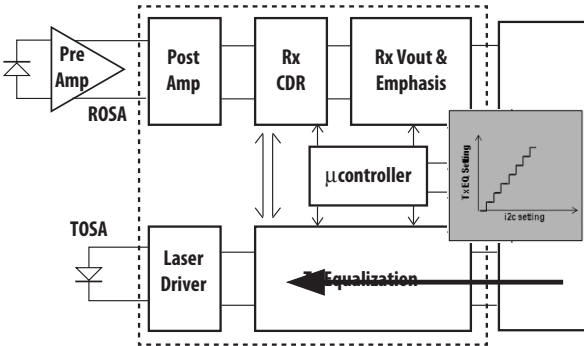 Pre
Amp
ROSA
Post
Amp
Rx
CDR
Rx Vout &
Emphasis
μcontroller
TxEQ Setting
i2c setting
TOSA
Laser
Driver
Equalization